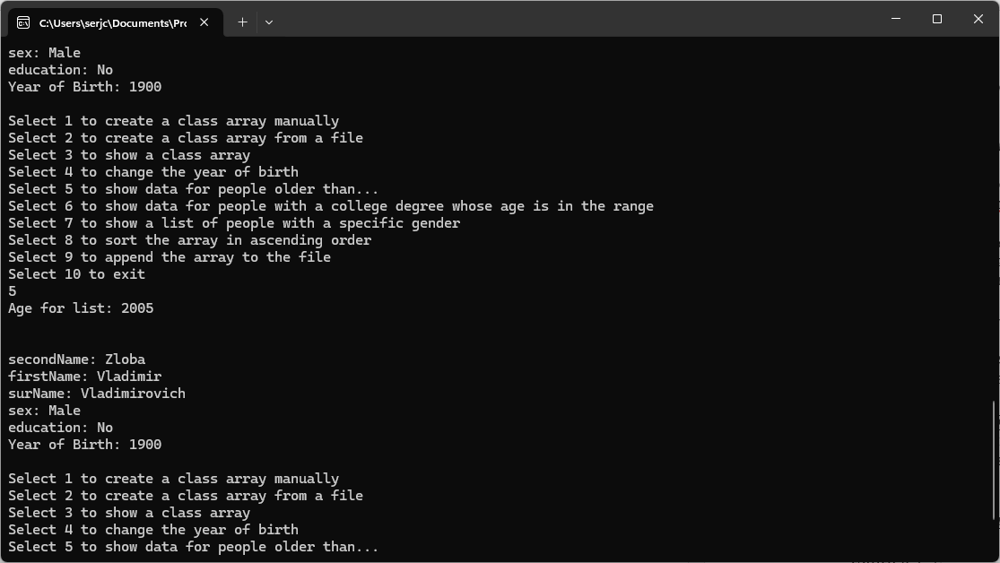 C:\Users\serjc\Documents\Prc
sex: Male
education: No
Year of Birth: 1900
Select 1 to create a class array manually
Select 2 to create a class array from a file
Select 3 to show a class array
Select 4 to change the year of birth
Select 5 to show data for people older than...
Select 6 to show data for people with a college degree whose age is in the range
Select 7 to show a list of people with a specific gender
Select 8 to sort the array in ascending order
Select 9 to append the array to the file
Select 10 to exit
5
Age for list: 2005
secondName: Zloba
firstName: Vladimir
surName: Vladimirovich
sex: Male
education: No
Year of Birth: 1900
Select 1 to create a class array manually
Select 2 to create a class array from a file
Select 3 to show a class array
Select 4 to change the year of birth
Select 5 to show data for people older than...